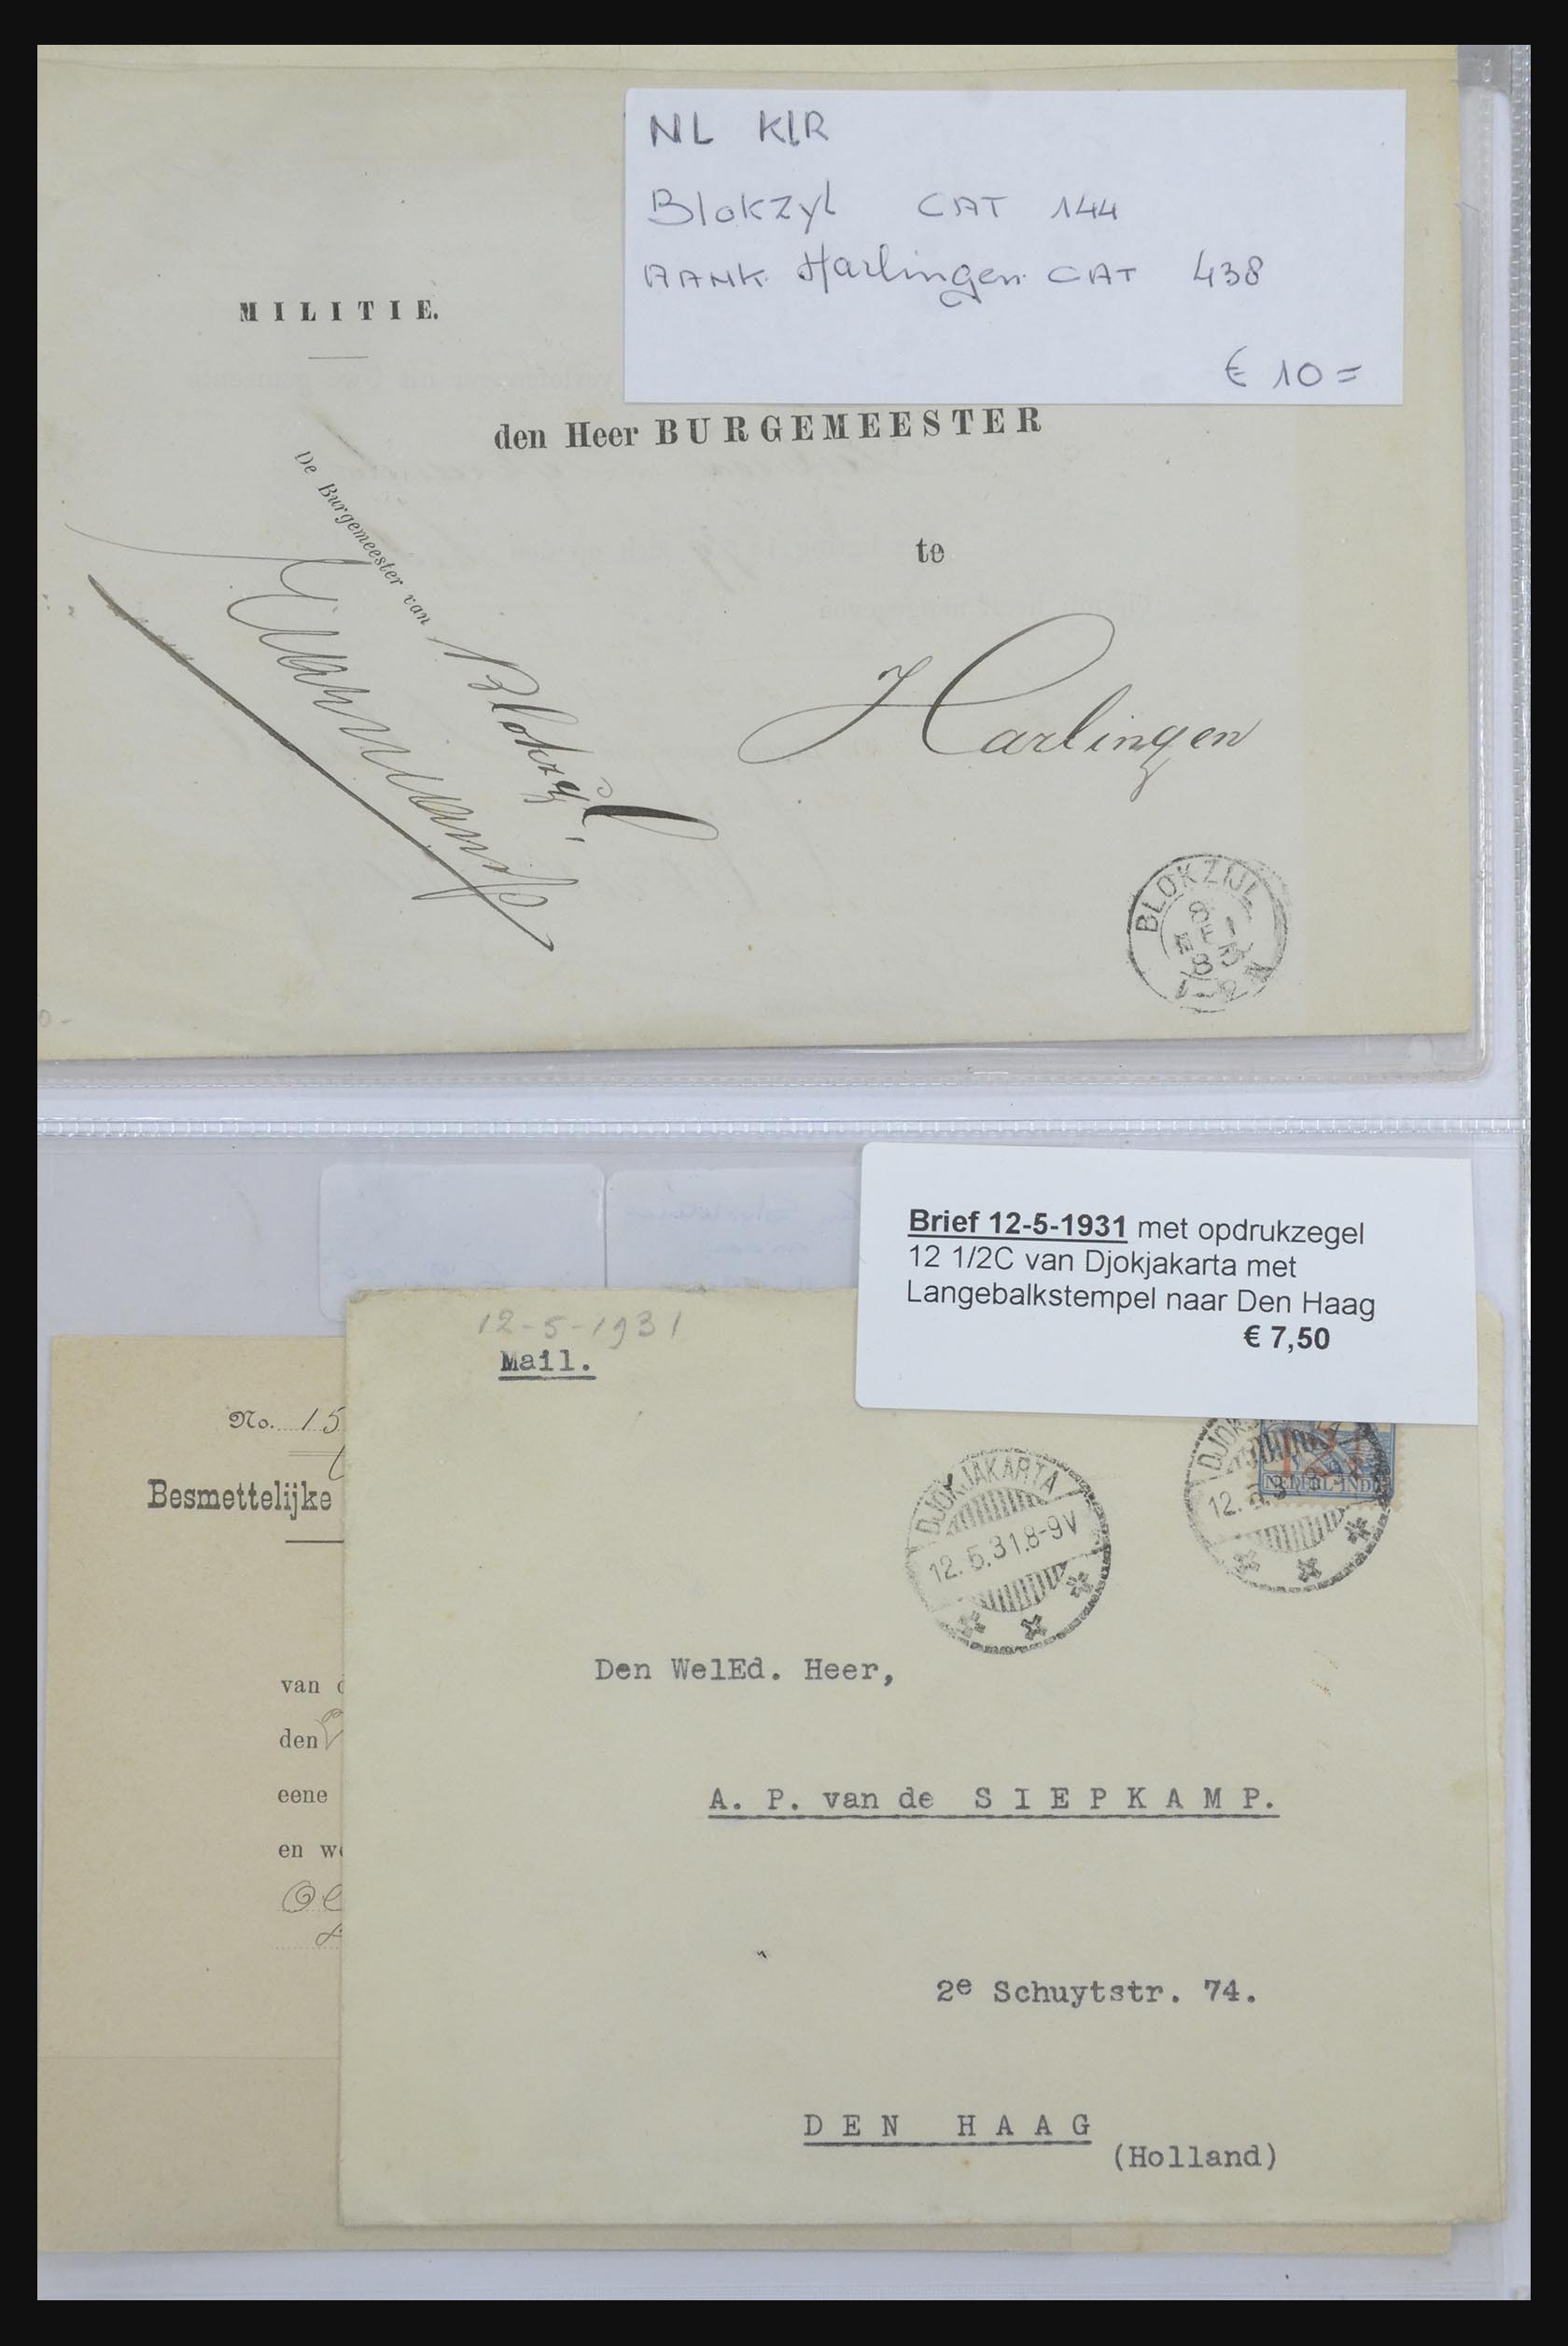 NL KLR
Blokzyl CAT 144
AANK. Harlingen CAT 438
€ 10 =
MILITIE.
den Heer BURGEMEESTER
te
Harlingen
De Burgemeester van
Blokzijl
BLOKZIJL
Brief 12-5-1931 met opdrukzegel
12 1/2C van Djokjakarta met
Langebalkstempel naar Den Haag
€ 7,50
12-5-1931
Mail.
DJOKJAKARTA
12.5.31.8-9V
NEDERL-INDIË
No. 15
Besmettelijke
van
den
eene
en
Den WelEd. Heer,
A. P. van de SIEPKAMP.
2e Schuytstr. 74.
DEN HAAG
(Holland)